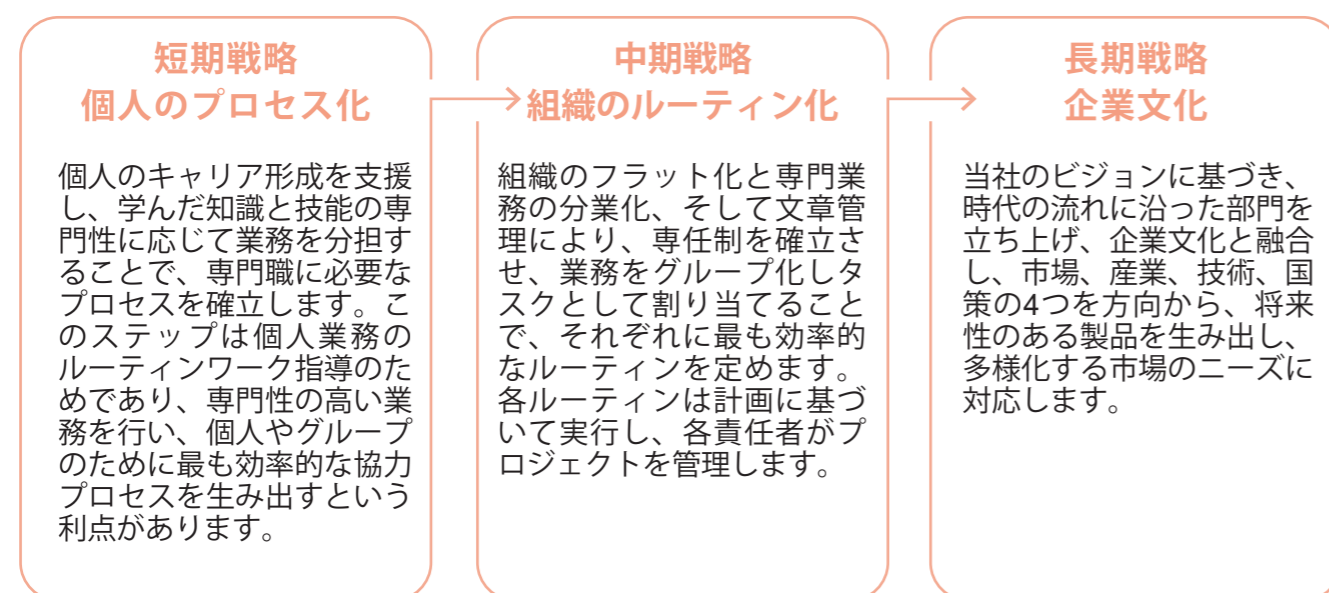 短期戦略
個人のプロセス化
個人のキャリア形成を支援
し、学んだ知識と技能の専
門性に応じて業務を分担す
ることで、専門職に必要な
プロセスを確立します。こ
のステップは個人業務の
ルーティンワーク指導のた
めであり、専門性の高い業
務を行い、個人やグループ
のために最も効率的な協力
プロセスを生み出すという
利点があります。
中期戦略
組織のルーティン化
組織のフラット化と専門業
務の分業化、そして文章管
理により、専任制を確立さ
せ、業務をグループ化しタ
スクとして割り当てること
で、それぞれに最も効率的
なルーティンを定めます。
各ルーティンは計画に基づ
いて実行し、各責任者がプ
ロジェクトを管理します。
長期戦略
企業文化
当社のビジョンに基づき、
時代の流れに沿った部門を
立ち上げ、企業文化と融合
し、市場、産業、技術、国
策の4つを方向から、将来
性のある製品を生み出し、
多様化する市場のニーズに
対応します。